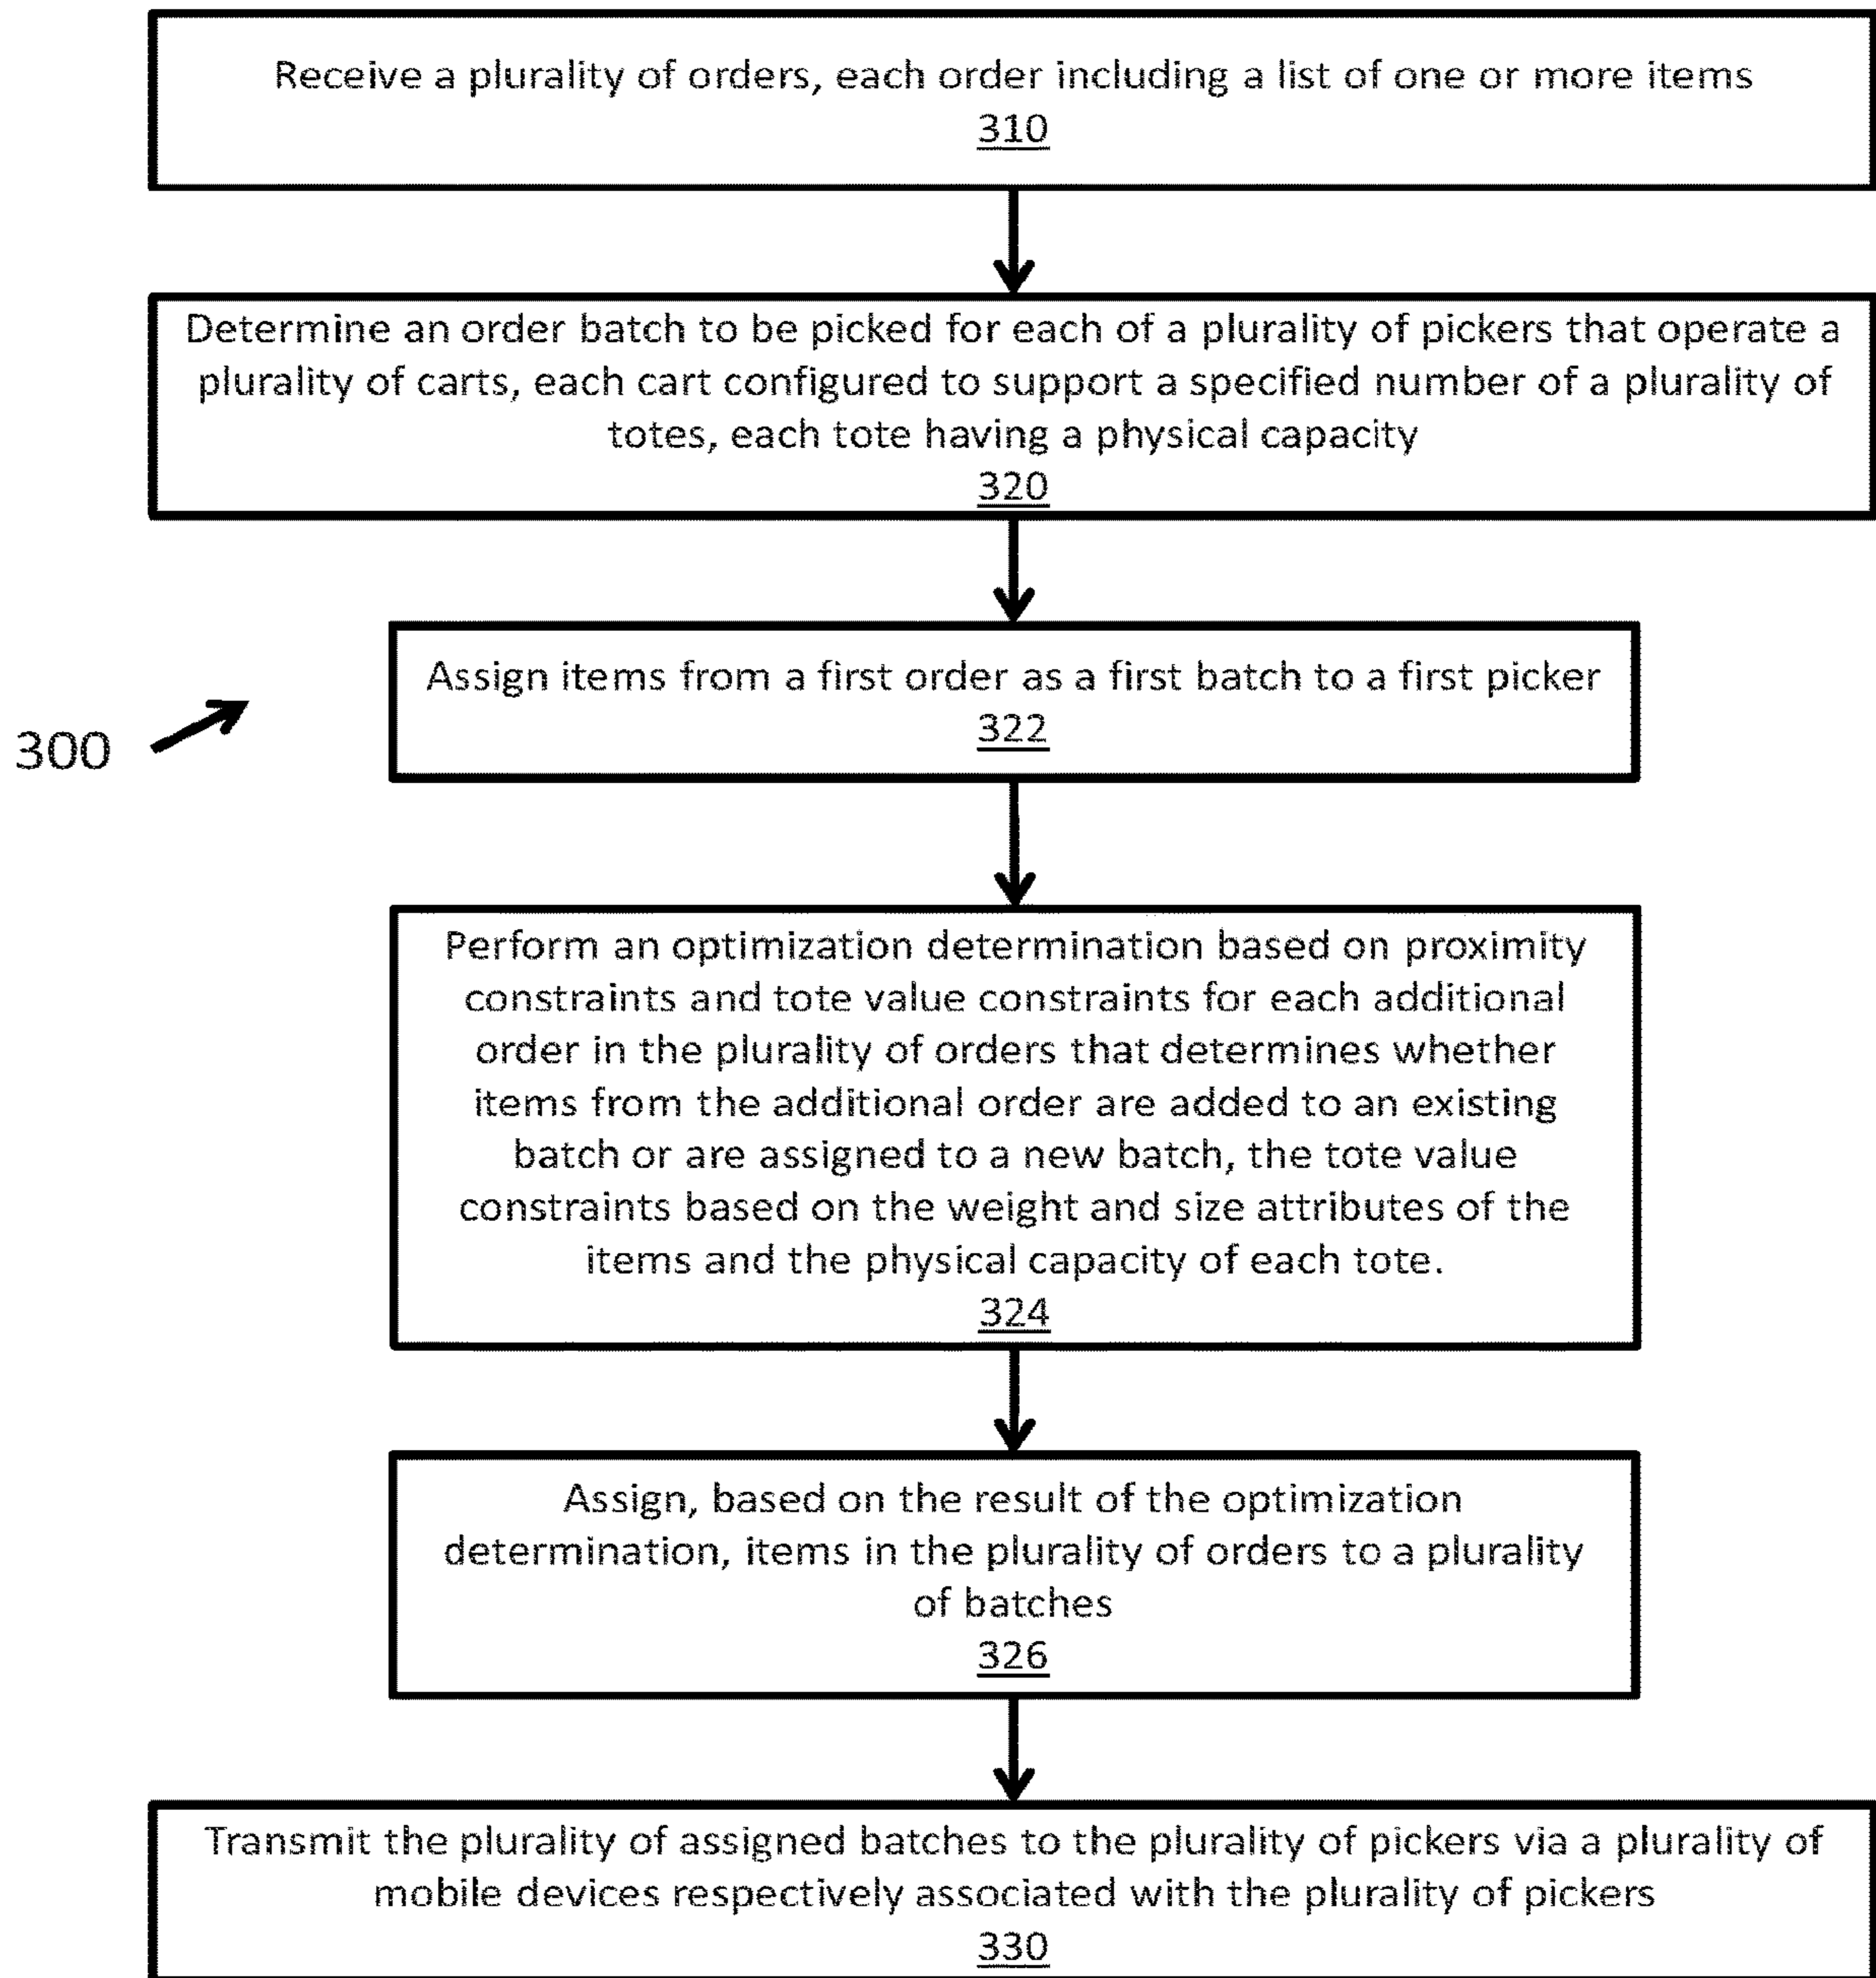 Receive a plurality of orders, each order including a list of one or more items
310
Determine an order batch to be picked for each of a plurality of pickers that operate a
plurality of carts, each cart configured to support a specified number of a plurality of
totes, each tote having a physical capacity
320
Assign items from a first order as a first batch to a first picker
322
300
Perform an optimization determination based on proximity
constraints and tote value constraints for each additional
order in the plurality of orders that determines whether
items from the additional order are added to an existing
batch or are assigned to a new batch, the tote value
constraints based on the weight and size attributes of the
items and the physical capacity of each tote.
324
Assign, based on the result of the optimization
determination, items in the plurality of orders to a plurality
of batches
326
Transmit the plurality of assigned batches to the plurality of pickers via a plurality of
mobile devices respectively associated with the plurality of pickers
330